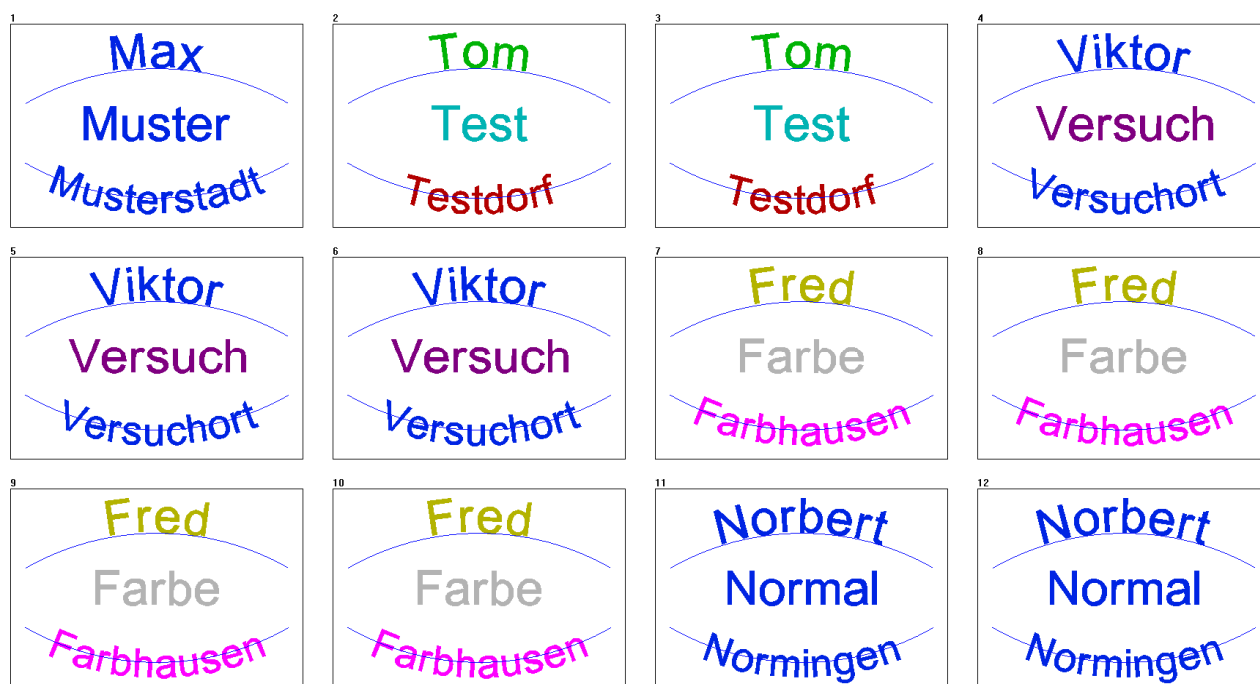 1
Max
Muster
Musterstadt
2
Tom
Test
Testdorf
3
Tom
Test
Testdorf
4
Viktor
Versuch
Versuchort
5
Viktor
Versuch
Versuchort
6
Viktor
Versuch
Versuchort
7
Fred
Farbe
Farbhausen
8
Fred
Farbe
Farbhausen
9
Fred
Farbe
Farbhausen
10
Fred
Farbe
Farbhausen
11
Norbert
Normal
Normingen
12
Norbert
Normal
Normingen